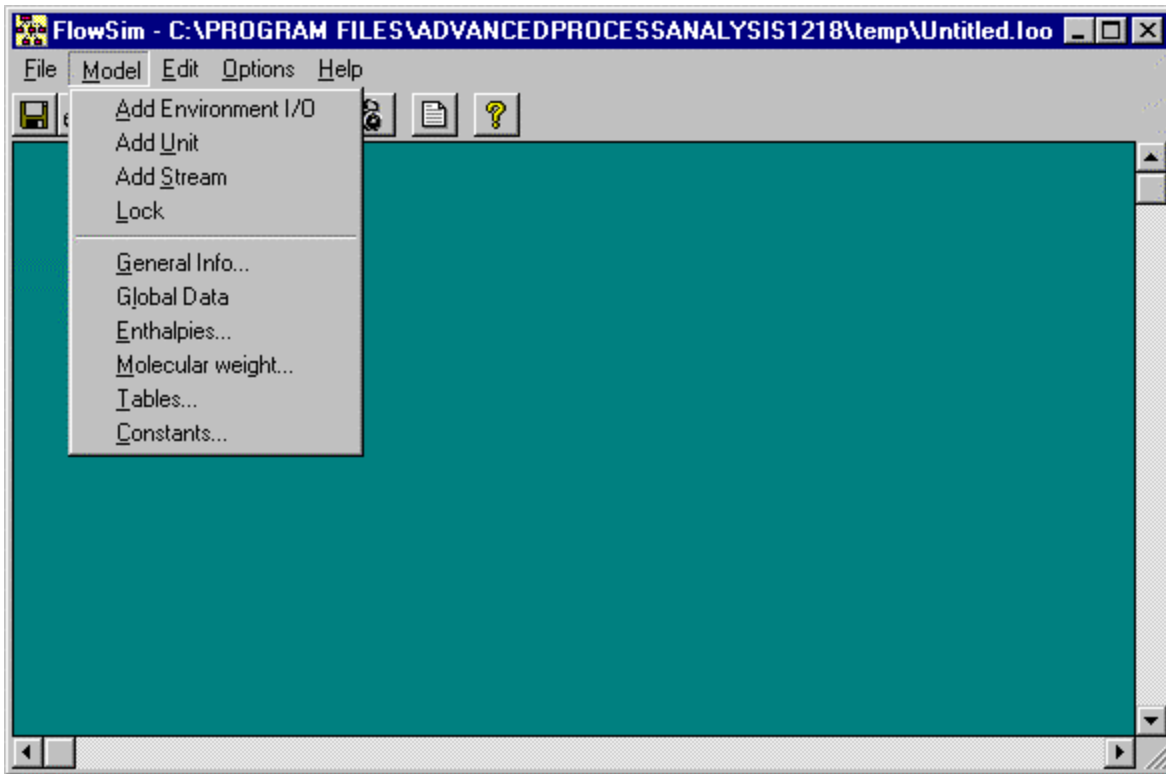 FlowSim - C:\PROGRAM FILES\ADVANCEDPROCESSANALYSIS1218\temp\Untitled.loo
File Model Edit Options Help
Add Environment I/O
Add Unit
Add Stream
Lock
General Info...
Global Data
Enthalpies...
Molecular weight...
Tables...
Constants...